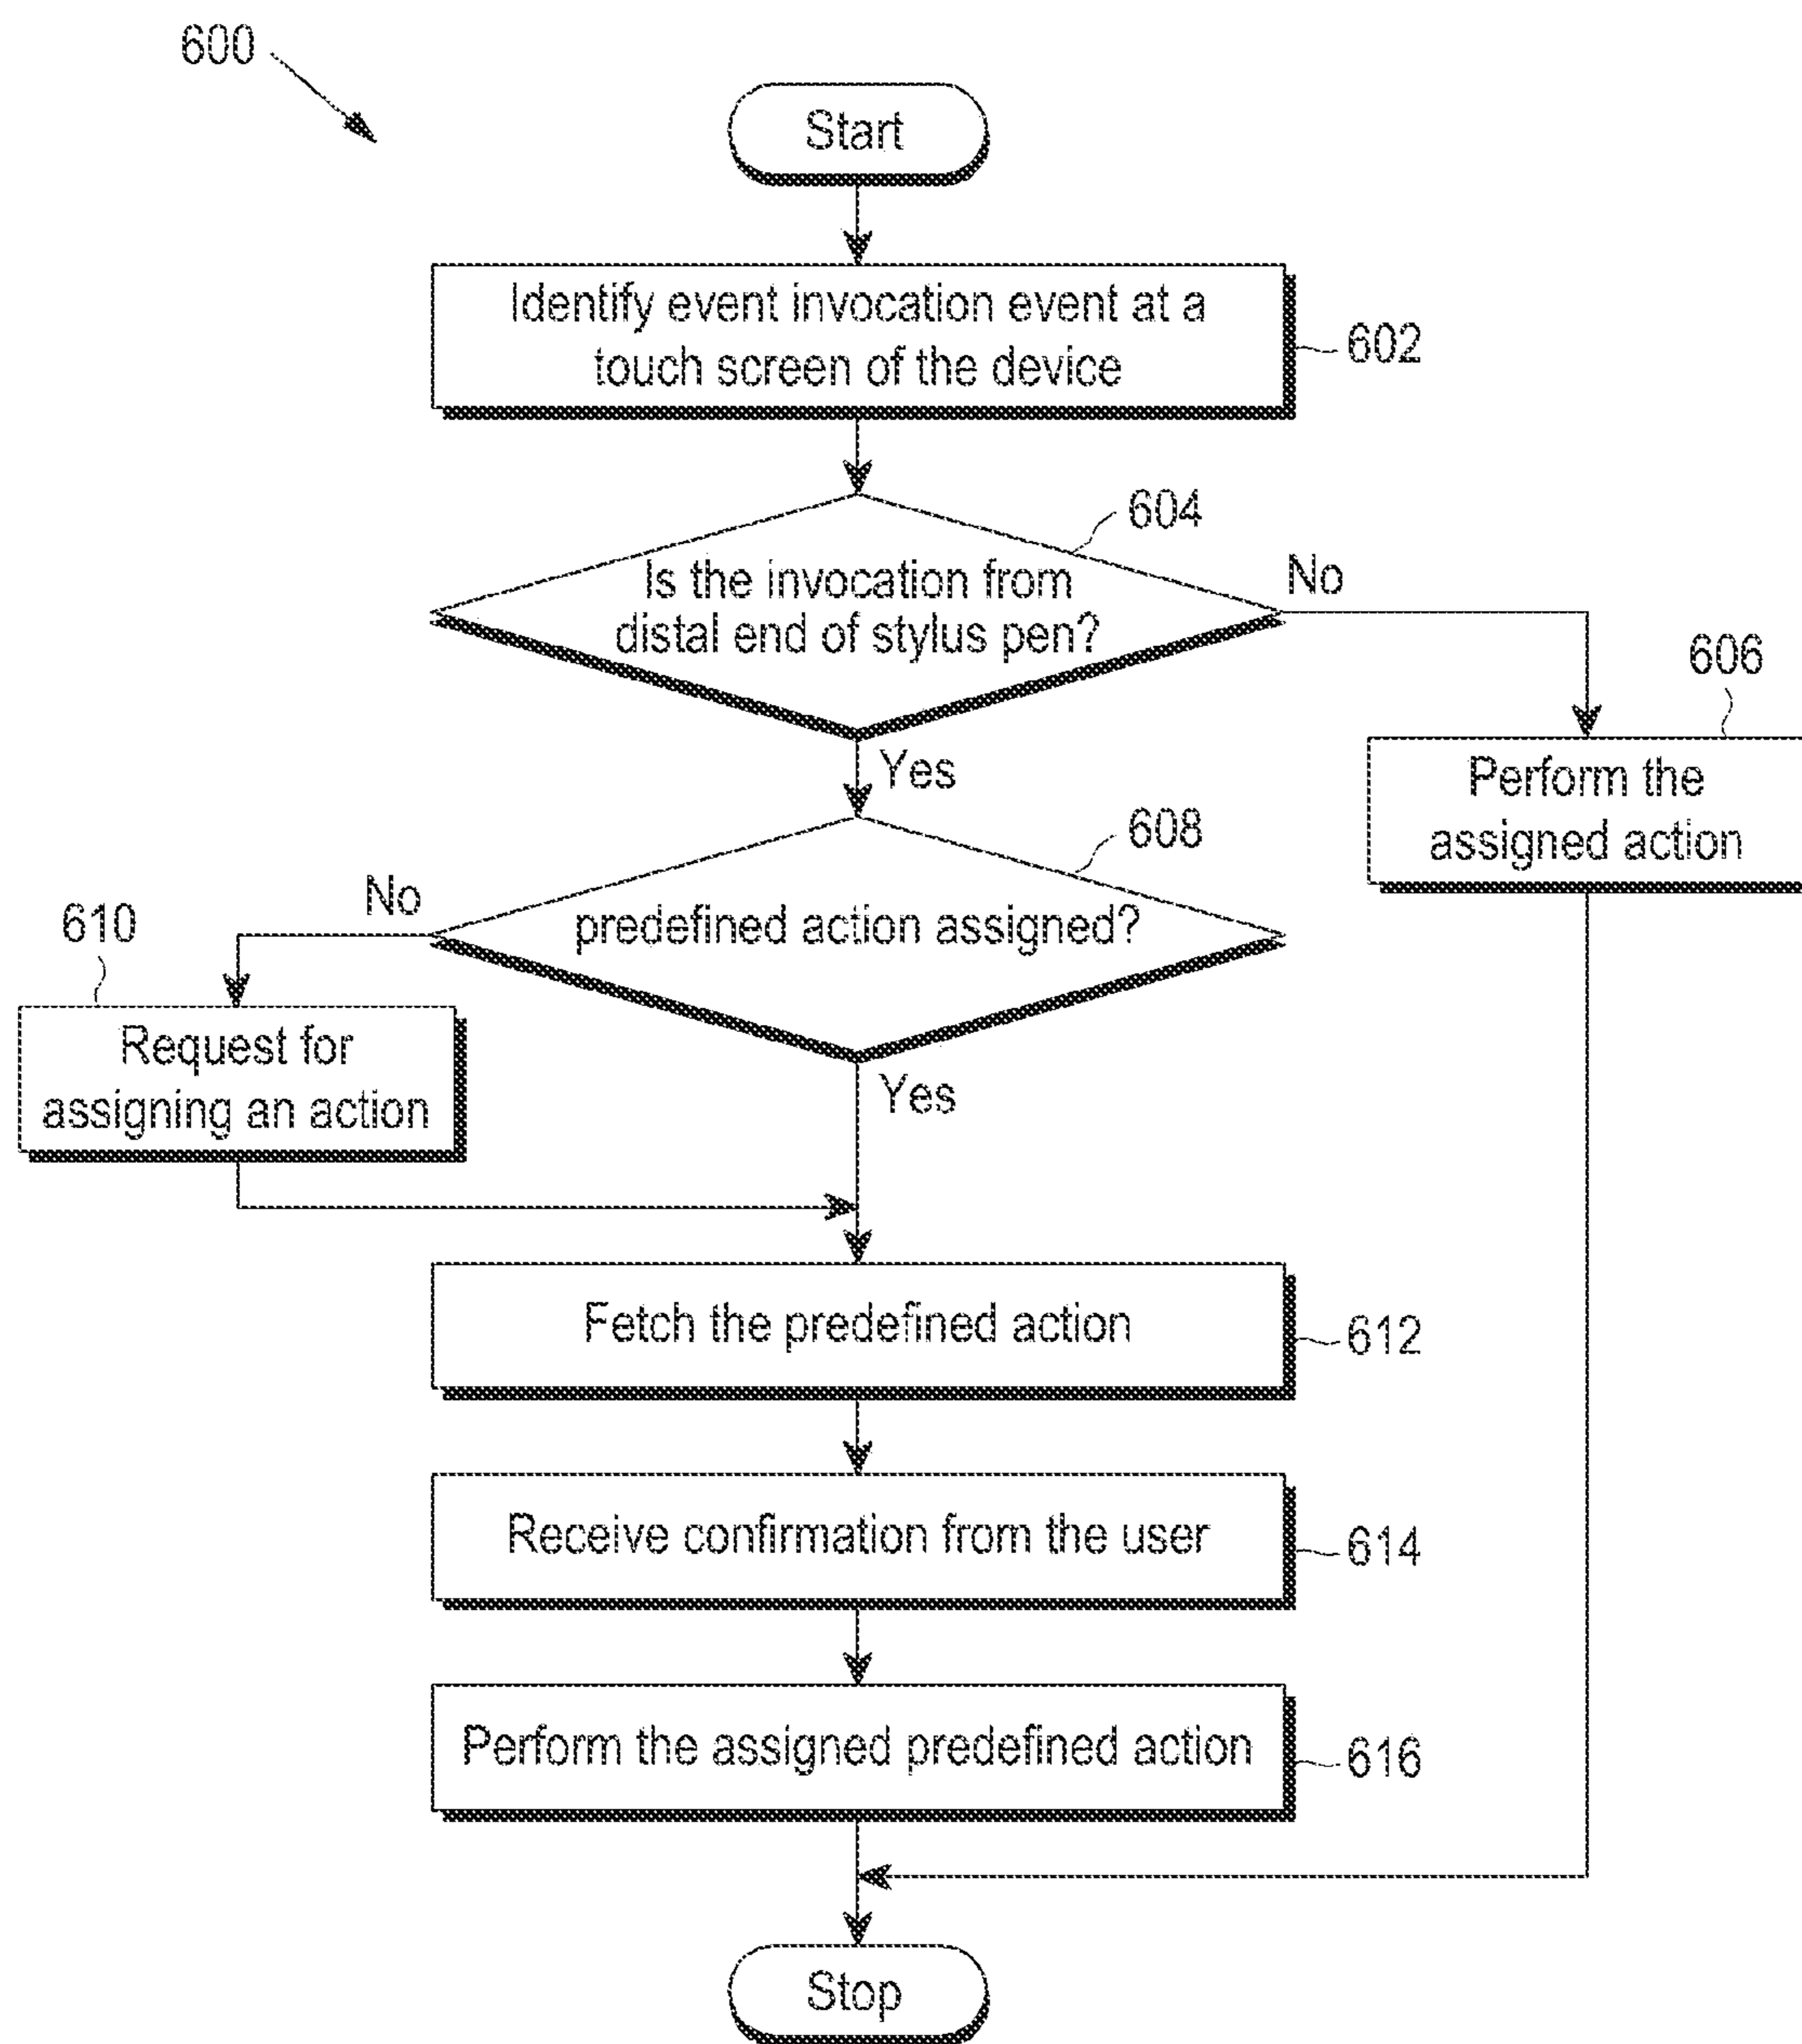 600
Start
Identify event invocation event at a
touch screen of the device
602
604
Is the invocation from
distal end of stylus pen?
No
Yes
606
Perform the
assigned action
608
predefined action assigned?
No
Yes
610
Request for
assigning an action
Fetch the predefined action
612
Receive confirmation from the user
614
Perform the assigned predefined action
616
Stop